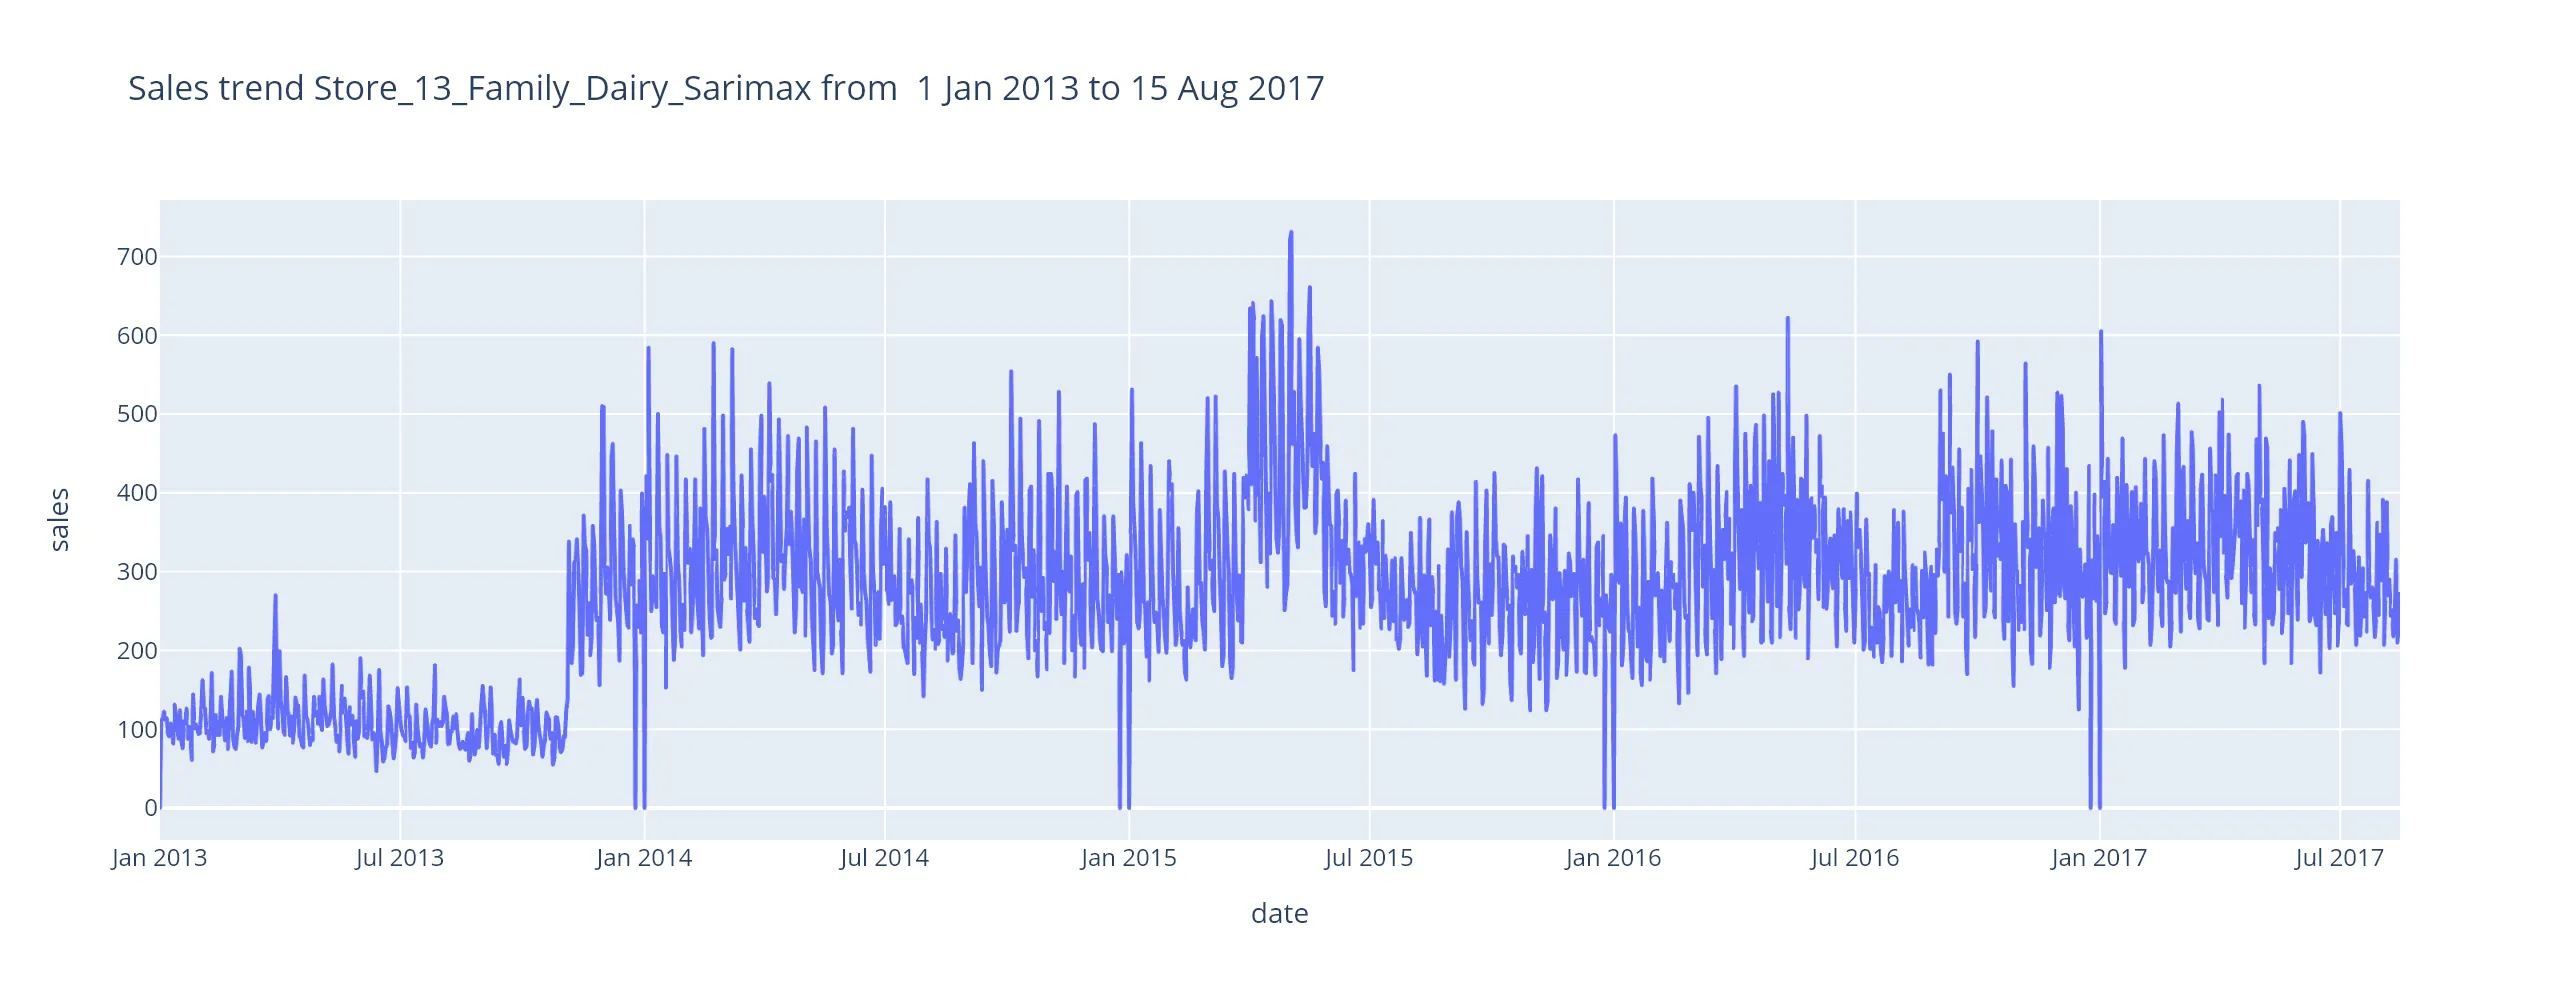 Sales trend Store_13_Family_Dairy_Sarimax from  1 Jan 2013 to 15 Aug 2017
700
600
500
400
300
200
100
0
sales
Jan 2013
Jul 2013
Jan 2014
Jul 2014
Jan 2015
Jul 2015
Jan 2016
Jul 2016
Jan 2017
Jul 2017
date